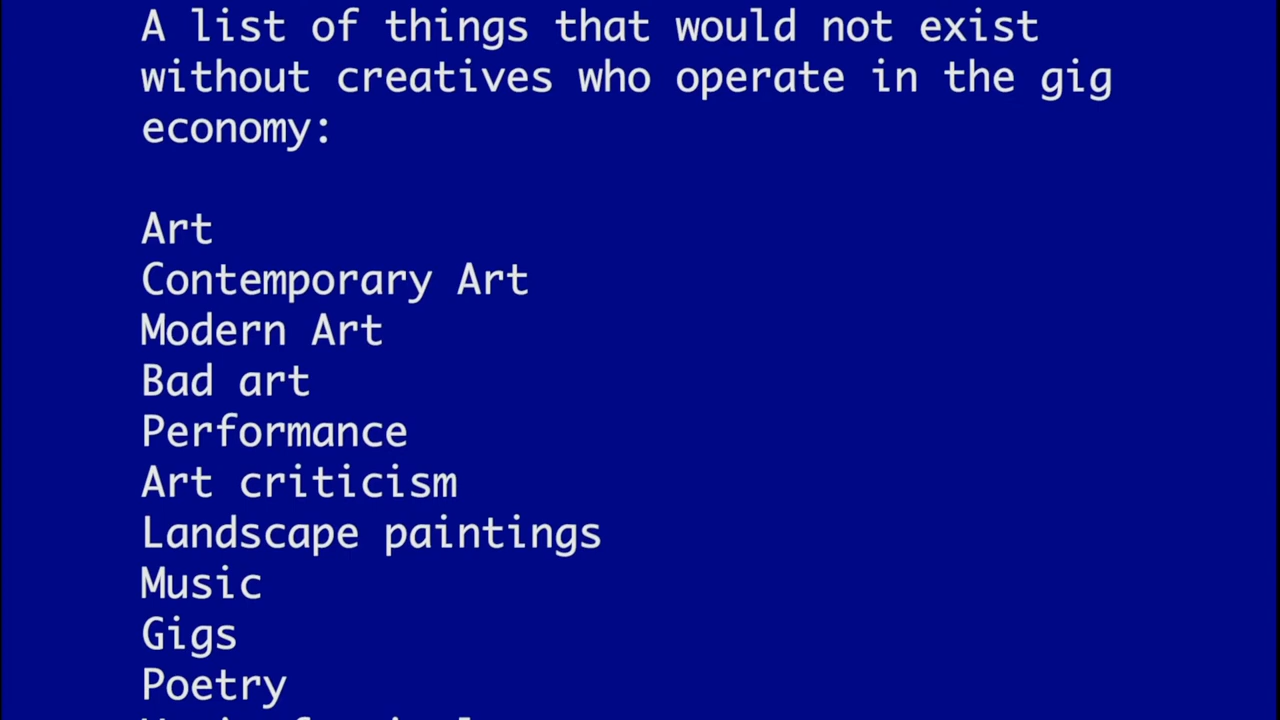 A list of things that would not exist
without creatives who operate in the gig
economy:
Art
Contemporary Art
Modern Art
Bad art
Performance
Art criticism
Landscape paintings
Music
Gigs
Poetry